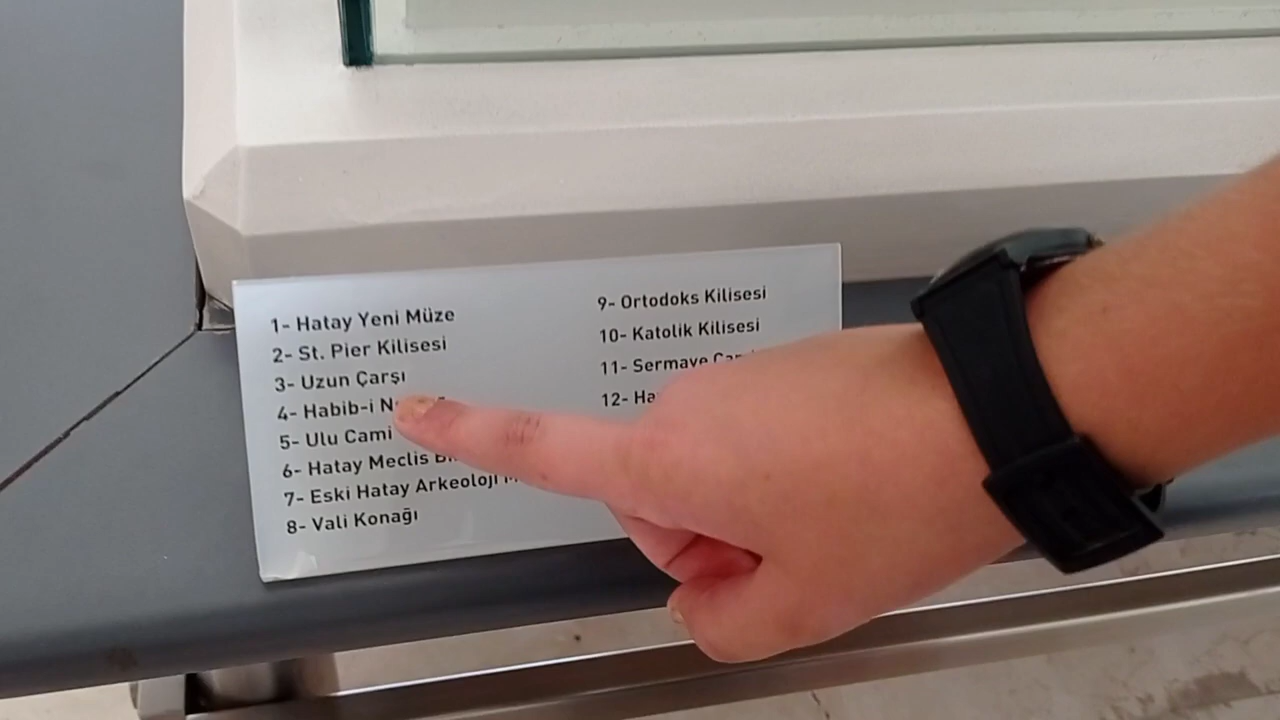 1- Hatay Yeni Müze
2- St. Pier Kilisesi
3- Uzun Çarşı
4- Habib-i
5- Ulu Cami
6- Hatay Meclis
7- Eski Hatay Arkeoloji
8- Vali Konağı
9- Ortodoks Kilisesi
10- Katolik Kilisesi
11- Sermaye
12-